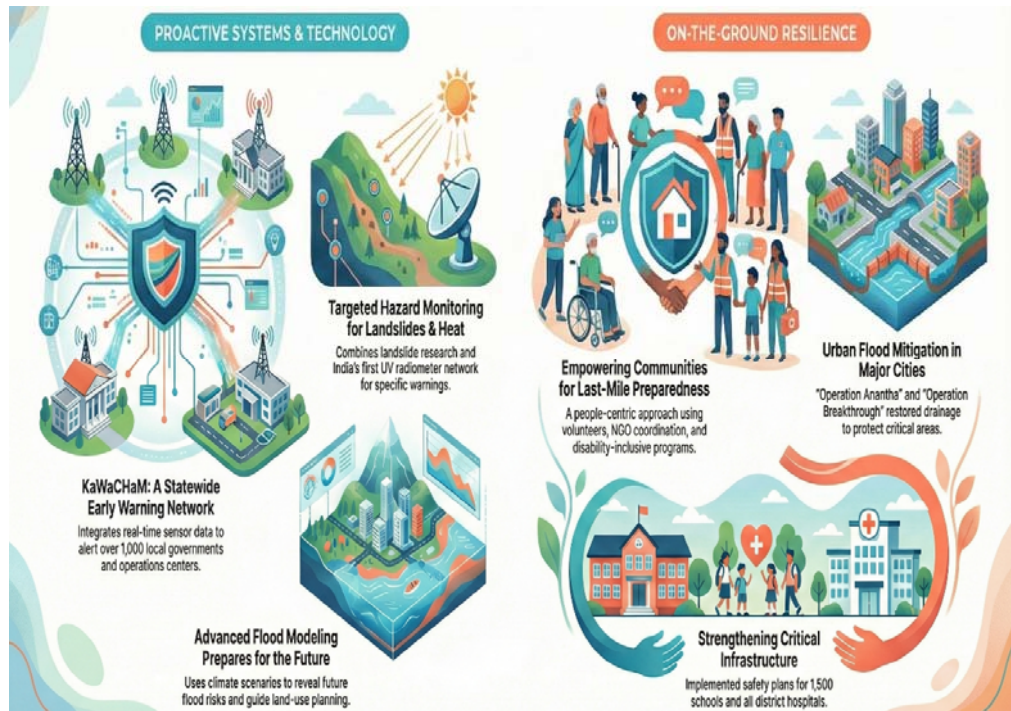 PROACTIVE SYSTEMS & TECHNOLOGY
Targeted Hazard Monitoring
for Landslides & Heat
Combines landslide research and
India's first UV radiometer network
for specific warnings.
KaWaCHaM: A Statewide
Early Warning Network
Integrates real-time sensor data to
alert over 1,000 local governments
and operations centers.
Advanced Flood Modeling
Prepares for the Future
Uses climate scenarios to reveal future
flood risks and guide land-use planning.
ON-THE-GROUND RESILIENCE
Empowering Communities
for Last-Mile Preparedness
A people-centric approach using
volunteers, NGO coordination, and
disability-inclusive programs.
Urban Flood Mitigation in
Major Cities
"Operation Anantha" and "Operation
Breakthrough" restored drainage
to protect critical areas.
Strengthening Critical
Infrastructure
Implemented safety plans for 1,500
schools and all district hospitals.